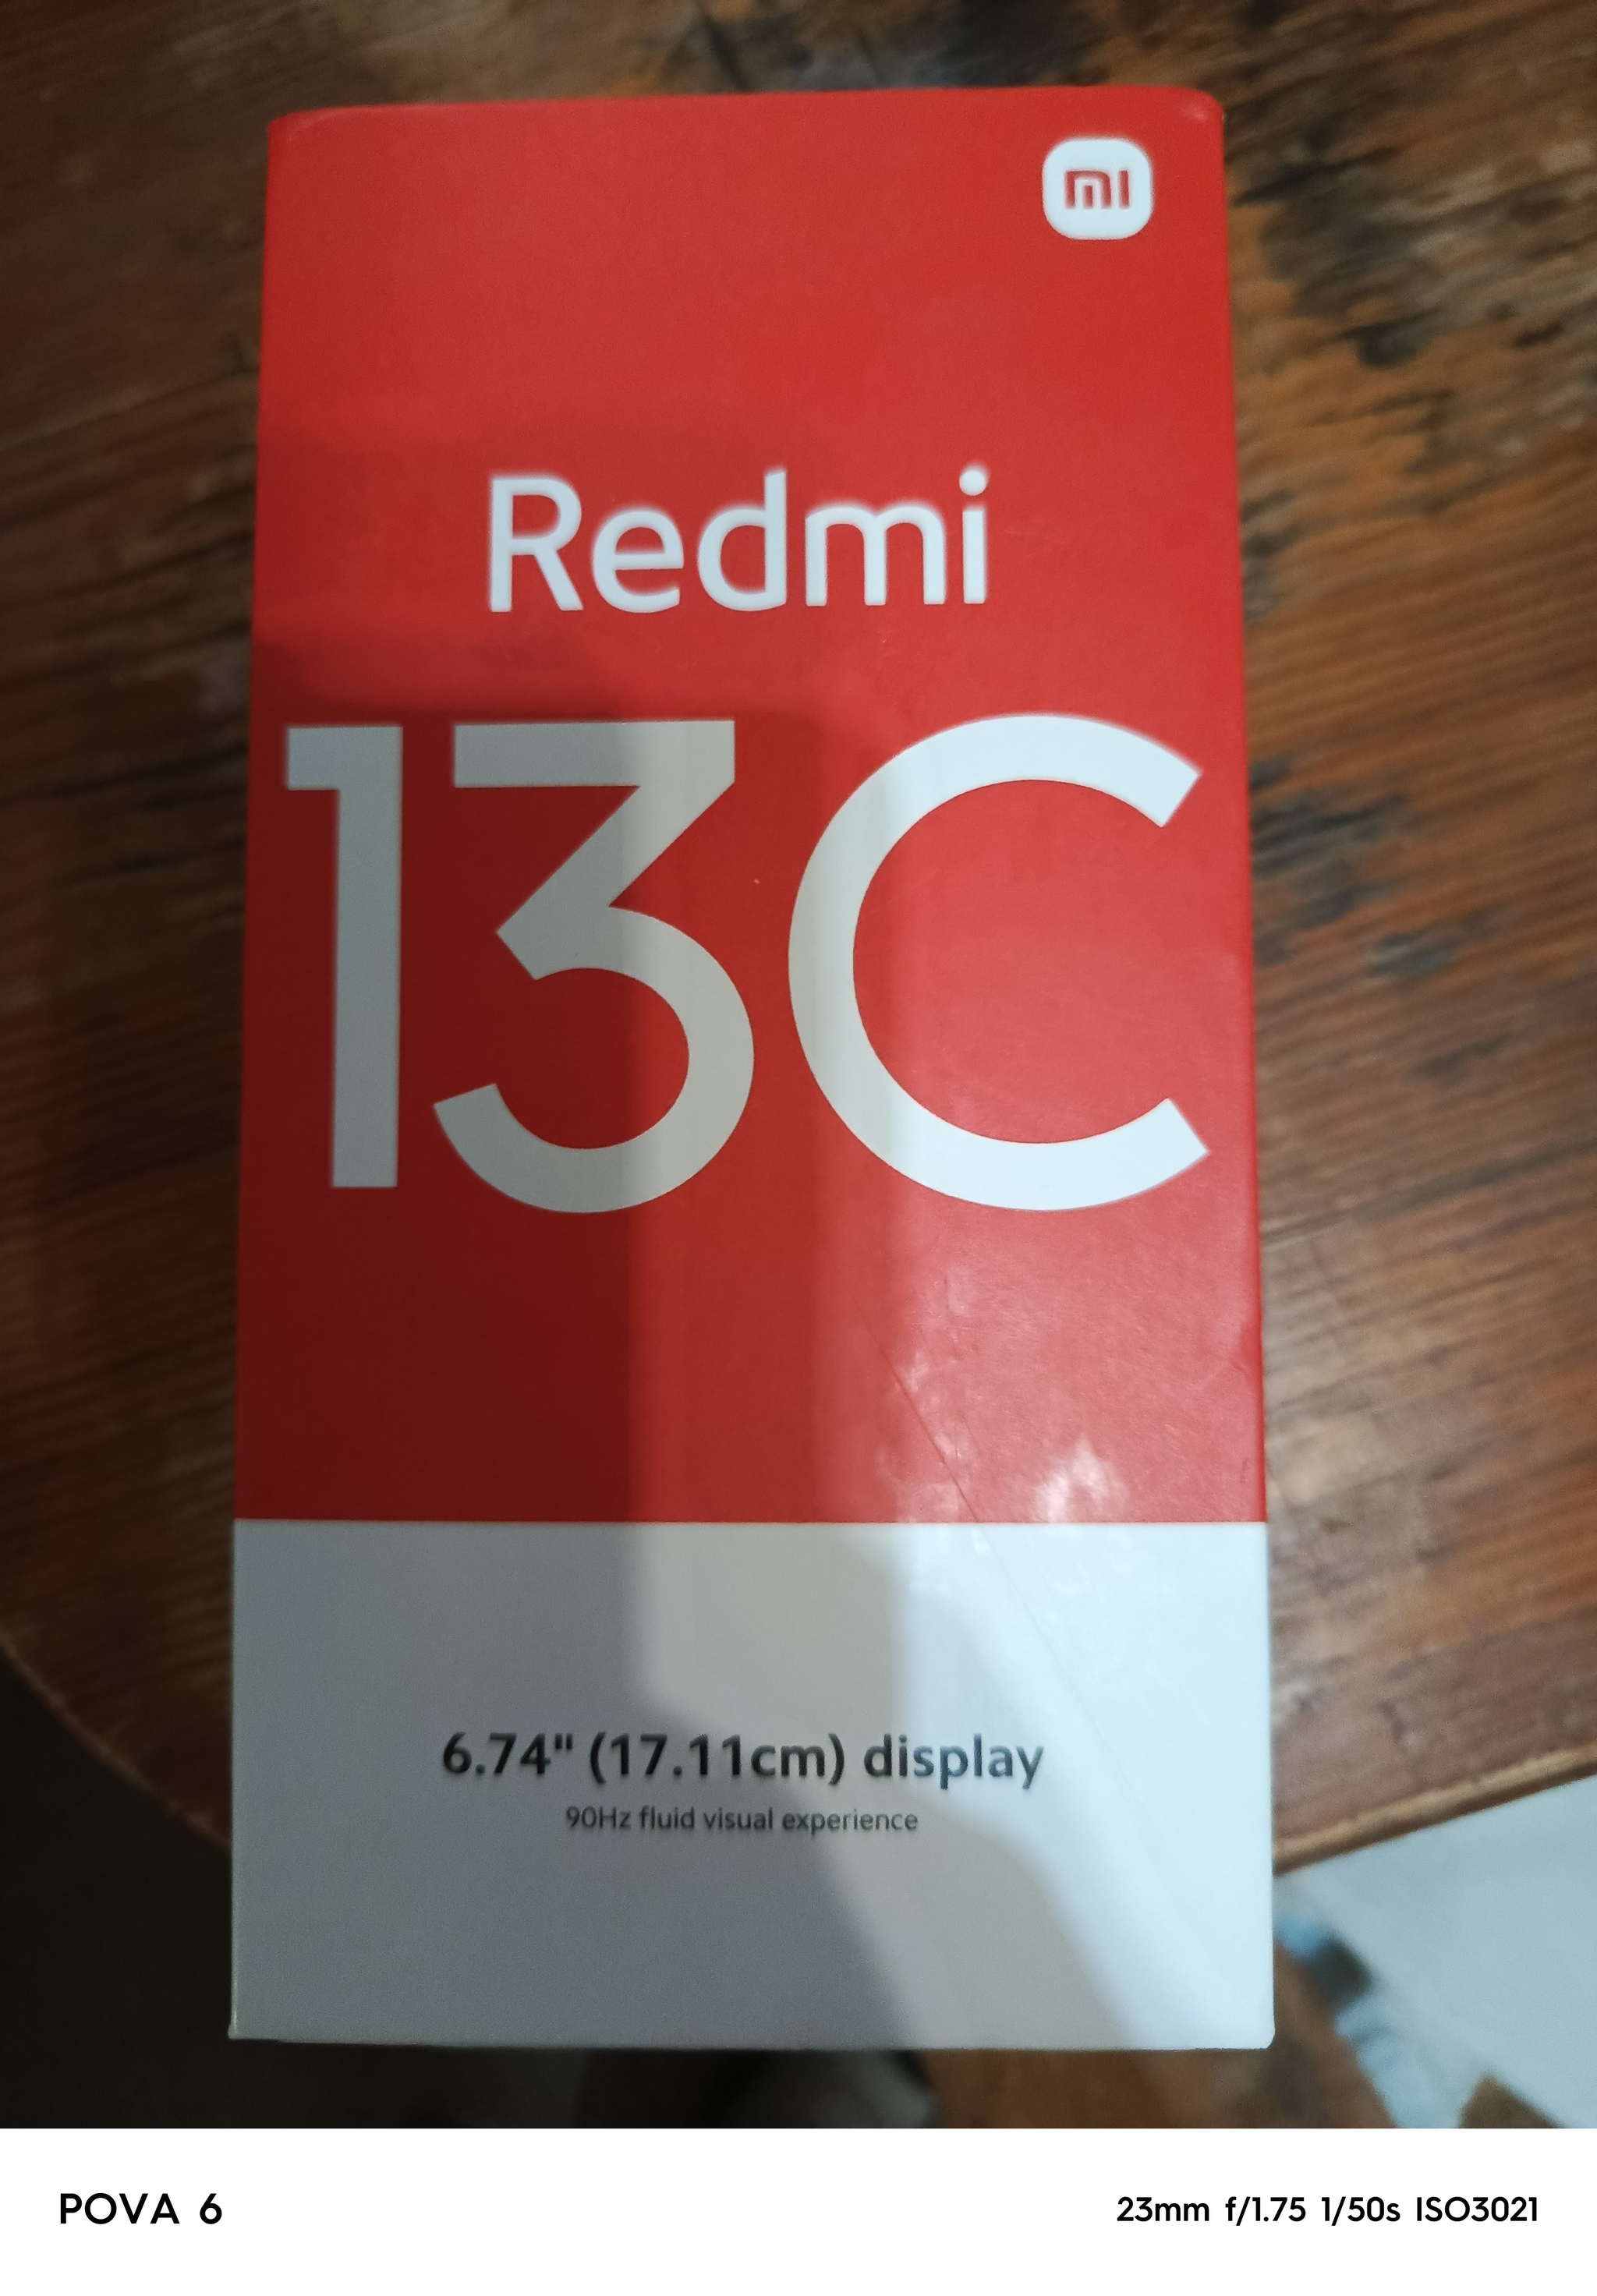 mi
Redmi
13C
6.74" (17.11cm) display
90Hz fluid visual experience
POVA 6
23mm f/1.75 1/50s ISO3021